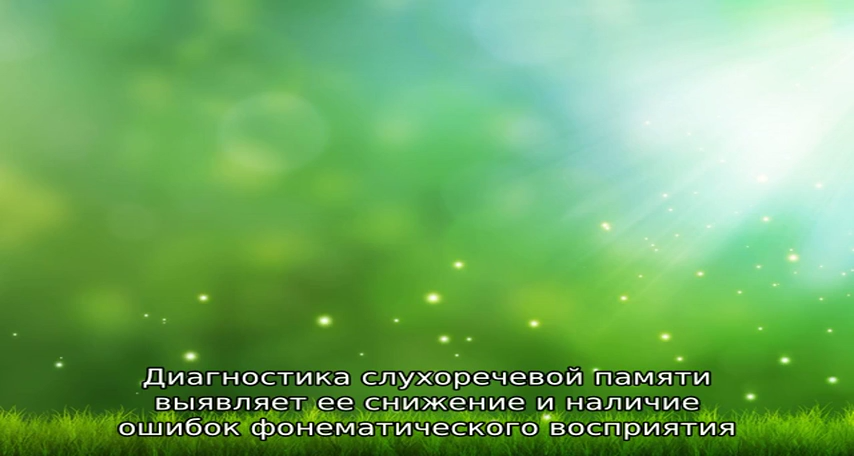 Диагностика слухоречевой памяти
выявляет ее снижение и наличие
ошибок фонематического восприятия